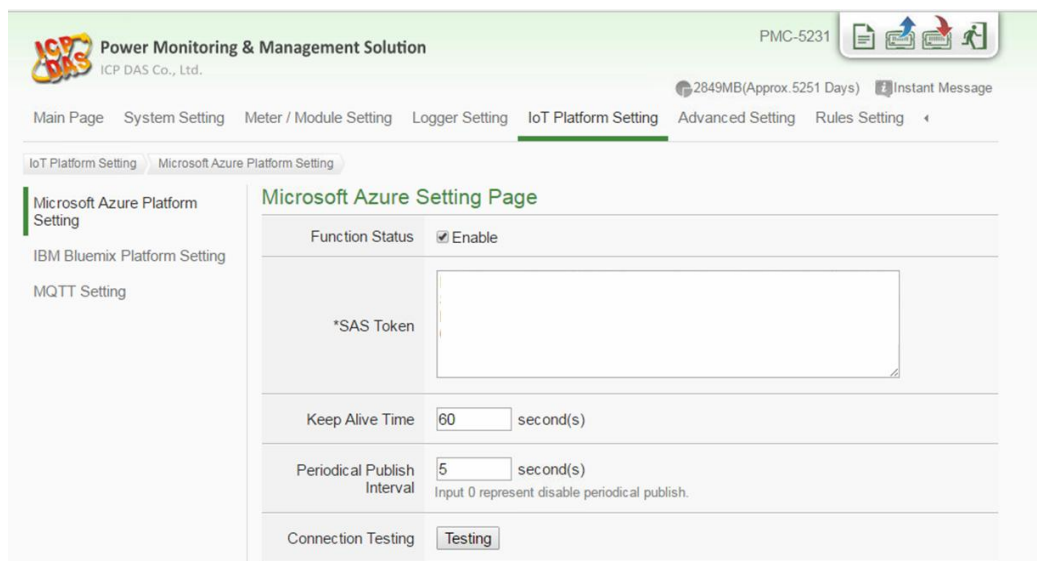 ICP DAS
Power Monitoring & Management Solution
ICP DAS Co., Ltd.
PMC-5231
2849MB(Approx.5251 Days) Instant Message
Main Page System Setting Meter / Module Setting Logger Setting IoT Platform Setting Advanced Setting Rules Setting
IoT Platform Setting Microsoft Azure Platform Setting
Microsoft Azure Platform
Setting
IBM Bluemix Platform Setting
MQTT Setting
Microsoft Azure Setting Page
Function Status Enable
*SAS Token
Keep Alive Time 60 second(s)
Periodical Publish
Interval 5 second(s)
Input 0 represent disable periodical publish.
Connection Testing Testing